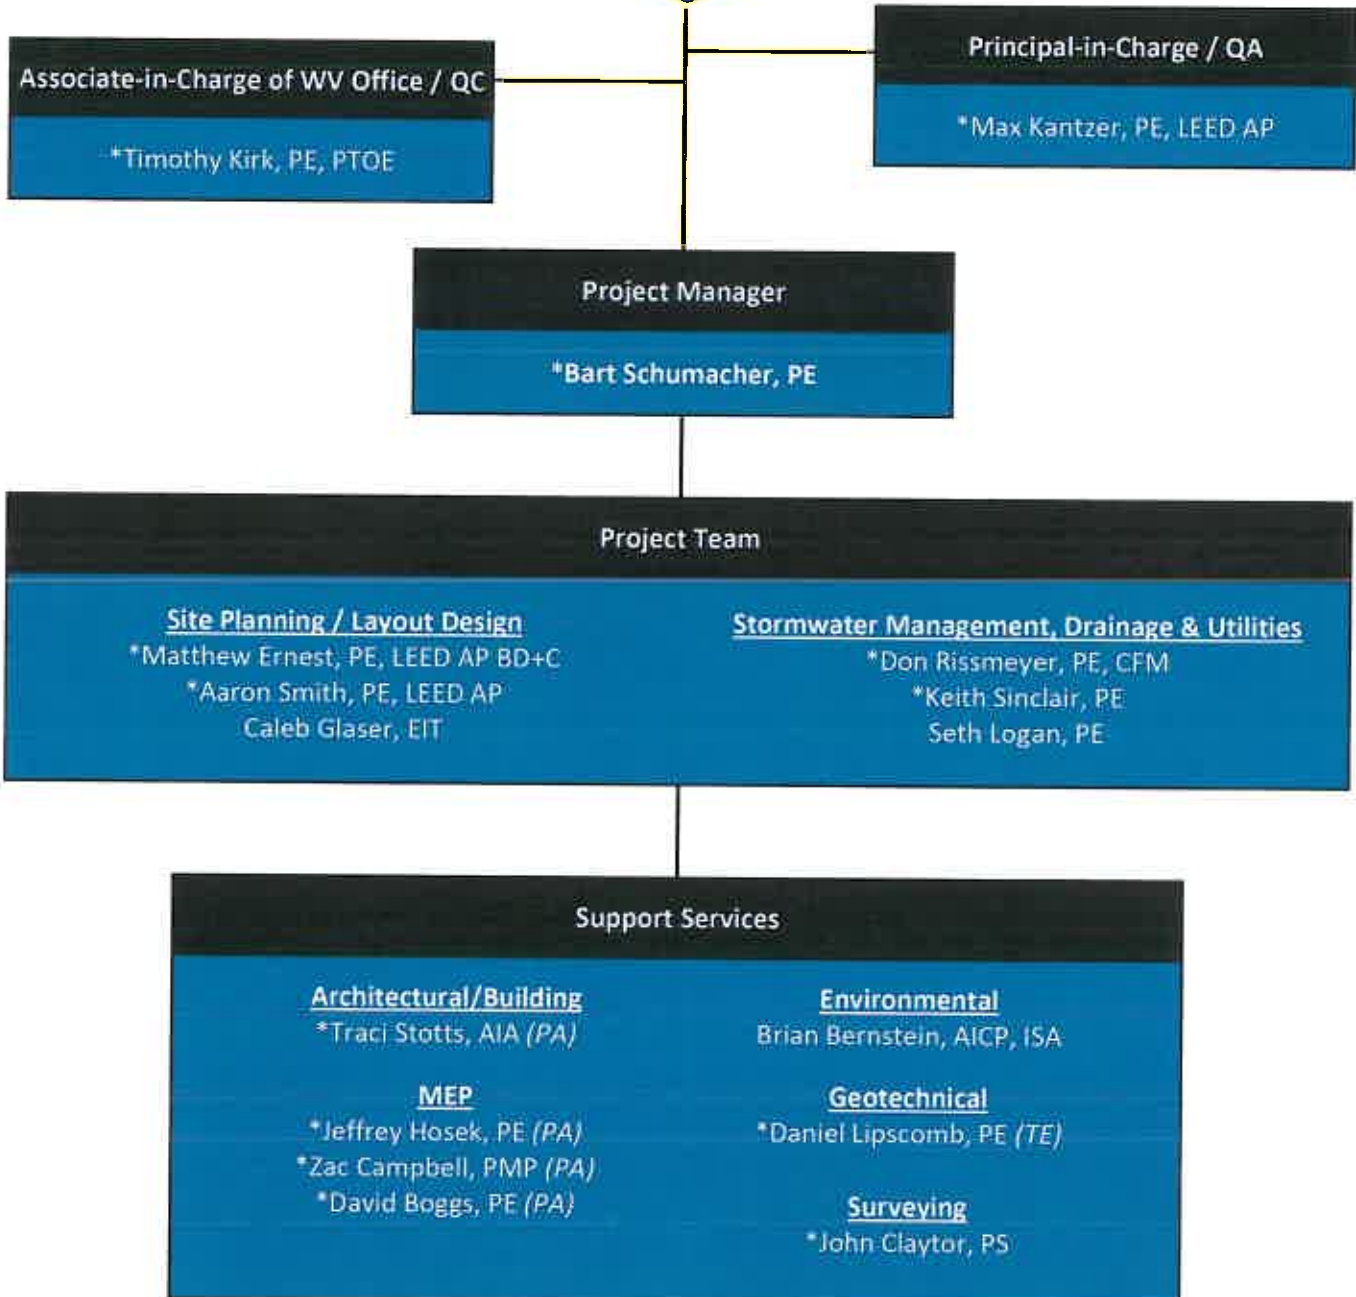 Associate-in-Charge of WV Office / QC
*Timothy Kirk, PE, PTOE
Principal-in-Charge / QA
*Max Kantzer, PE, LEED AP
Project Manager
*Bart Schumacher, PE
Project Team
Site Planning / Layout Design
*Matthew Ernest, PE, LEED AP BD+C
*Aaron Smith, PE, LEED AP
Caleb Glaser, EIT
Stormwater Management, Drainage & Utilities
*Don Rissmeyer, PE, CFM
*Keith Sinclair, PE
Seth Logan, PE
Support Services
Architectural/Building
*Traci Stotts, AIA (PA)
MEP
*Jeffrey Hosek, PE (PA)
*Zac Campbell, PMP (PA)
*David Boggs, PE (PA)
Environmental
Brian Bernstein, AICP, ISA
Geotechnical
*Daniel Lipscomb, PE (TE)
Surveying
*John Claytor, PS